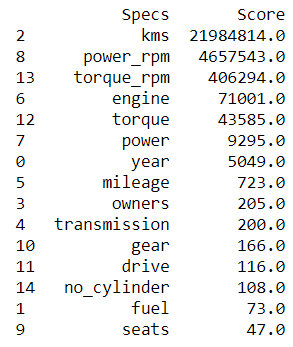 Specs Score
2 kms 21984814.0
8 power_rpm 4657543.0
13 torque_rpm 406294.0
6 engine 71001.0
12 torque 43585.0
7 power 9295.0
0 year 5049.0
5 mileage 723.0
3 owners 205.0
4 transmission 200.0
10 gear 166.0
11 drive 116.0
14 no_cylinder 108.0
1 fuel 73.0
9 seats 47.0